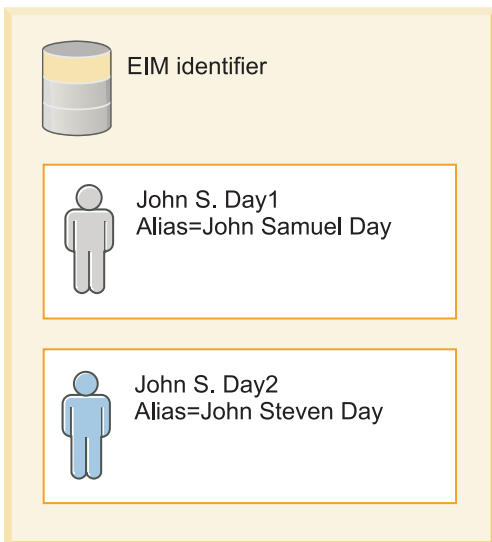 EIM identifier
John S. Day1
Alias=John Samuel Day
John S. Day2
Alias=John Steven Day